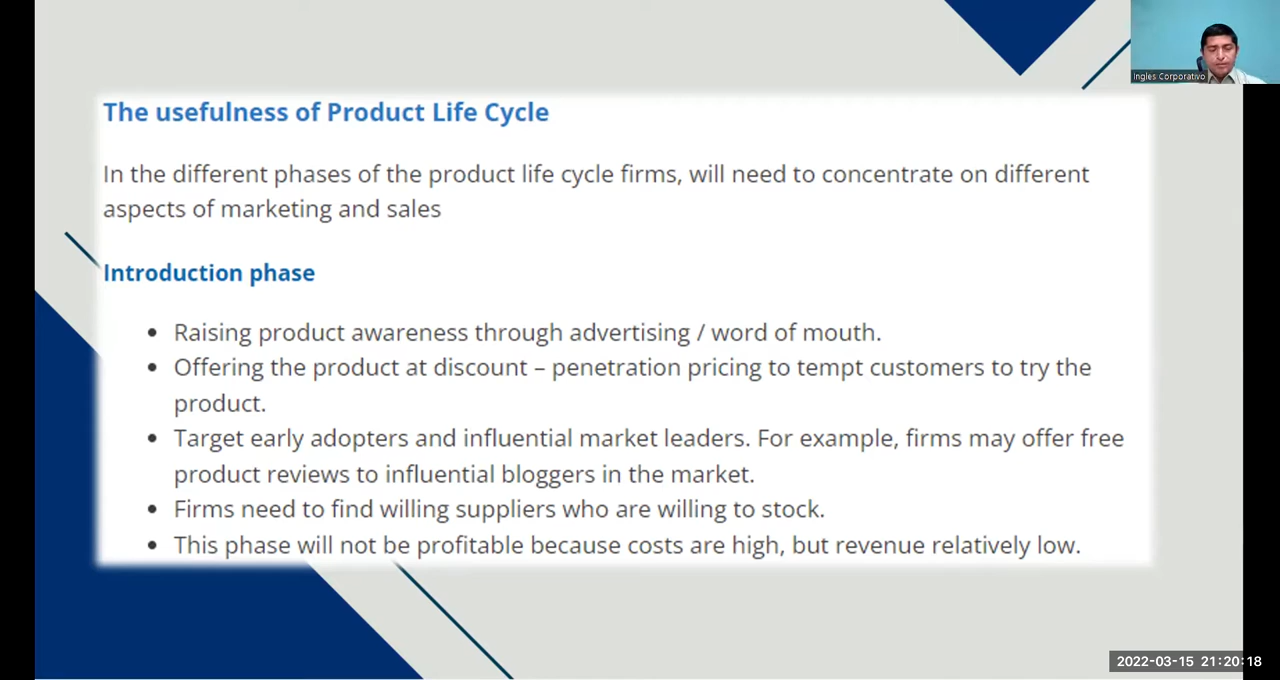 Ingles Corporativo
The usefulness of Product Life Cycle
In the different phases of the product life cycle firms, will need to concentrate on different
aspects of marketing and sales
Introduction phase
• Raising product awareness through advertising / word of mouth.
• Offering the product at discount – penetration pricing to tempt customers to try the
product.
• Target early adopters and influential market leaders. For example, firms may offer free
product reviews to influential bloggers in the market.
• Firms need to find willing suppliers who are willing to stock.
• This phase will not be profitable because costs are high, but revenue relatively low.
2022-03-15 21:20:18